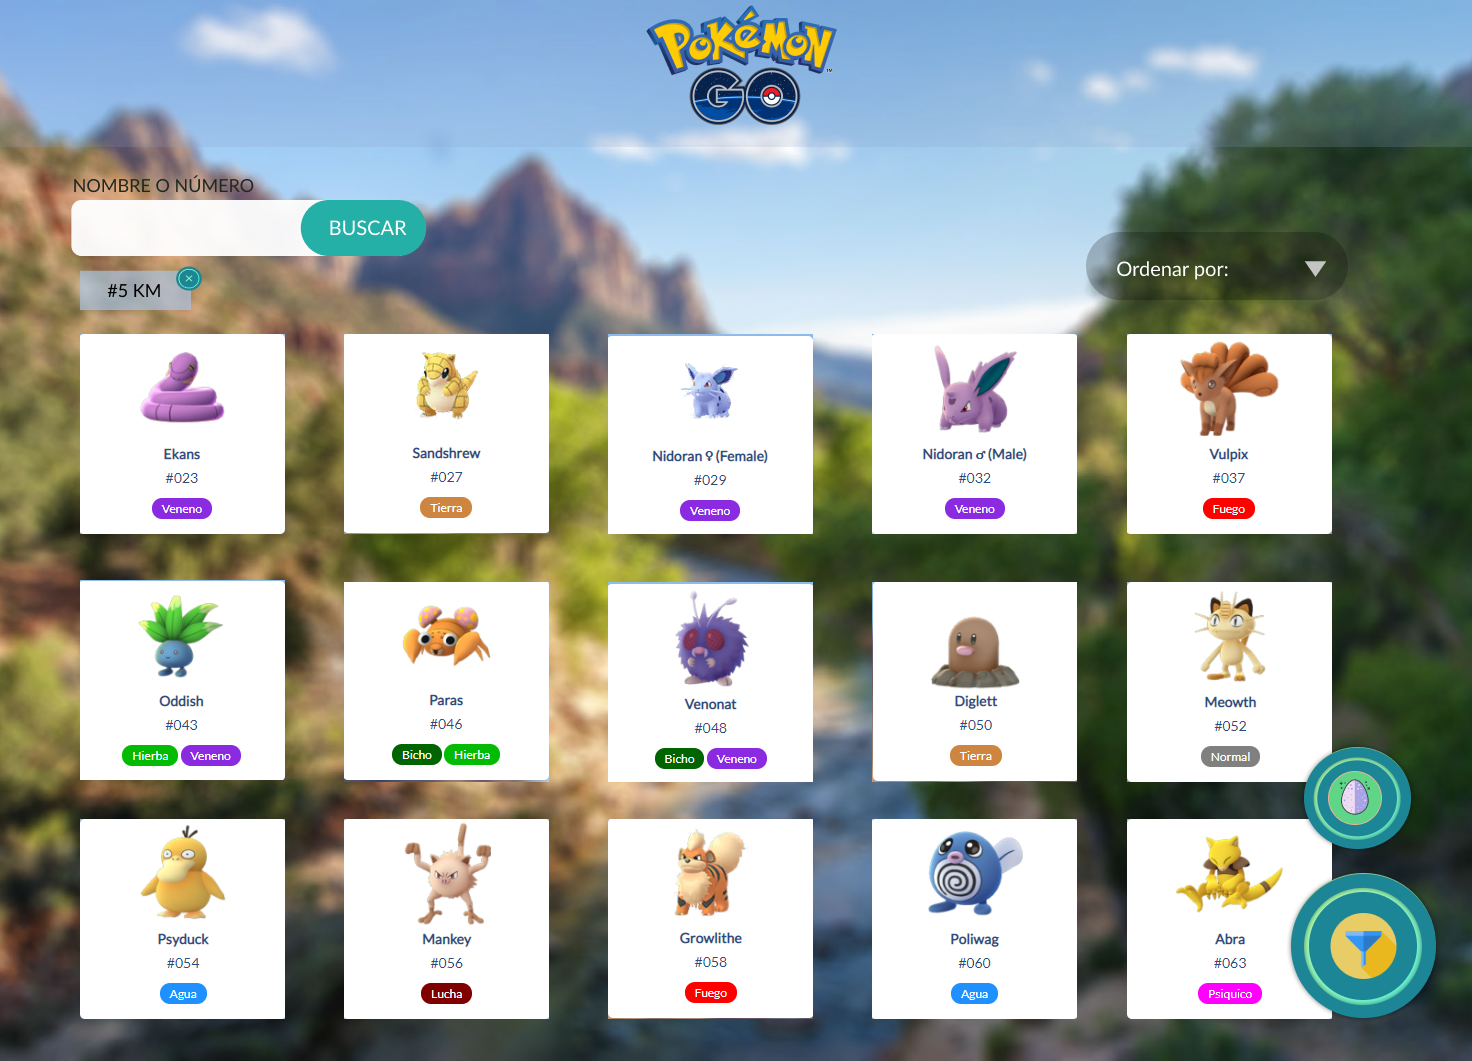 POKÉMON
GO
NOMBRE O NÚMERO
BUSCAR
#5 KM
Ordenar por:
Ekans
#023
Veneno
Sandshrew
#027
Tierra
Nidoran ♀ (Female)
#029
Veneno
Nidoran ♂ (Male)
#032
Veneno
Vulpix
#037
Fuego
Oddish
#043
Hierba Veneno
Paras
#046
Bicho Hierba
Venonat
#048
Bicho Veneno
Diglett
#050
Tierra
Meowth
#052
Normal
Psyduck
#054
Agua
Mankey
#056
Lucha
Growlithe
#058
Fuego
Poliwag
#060
Agua
Abra
#063
Psiquico